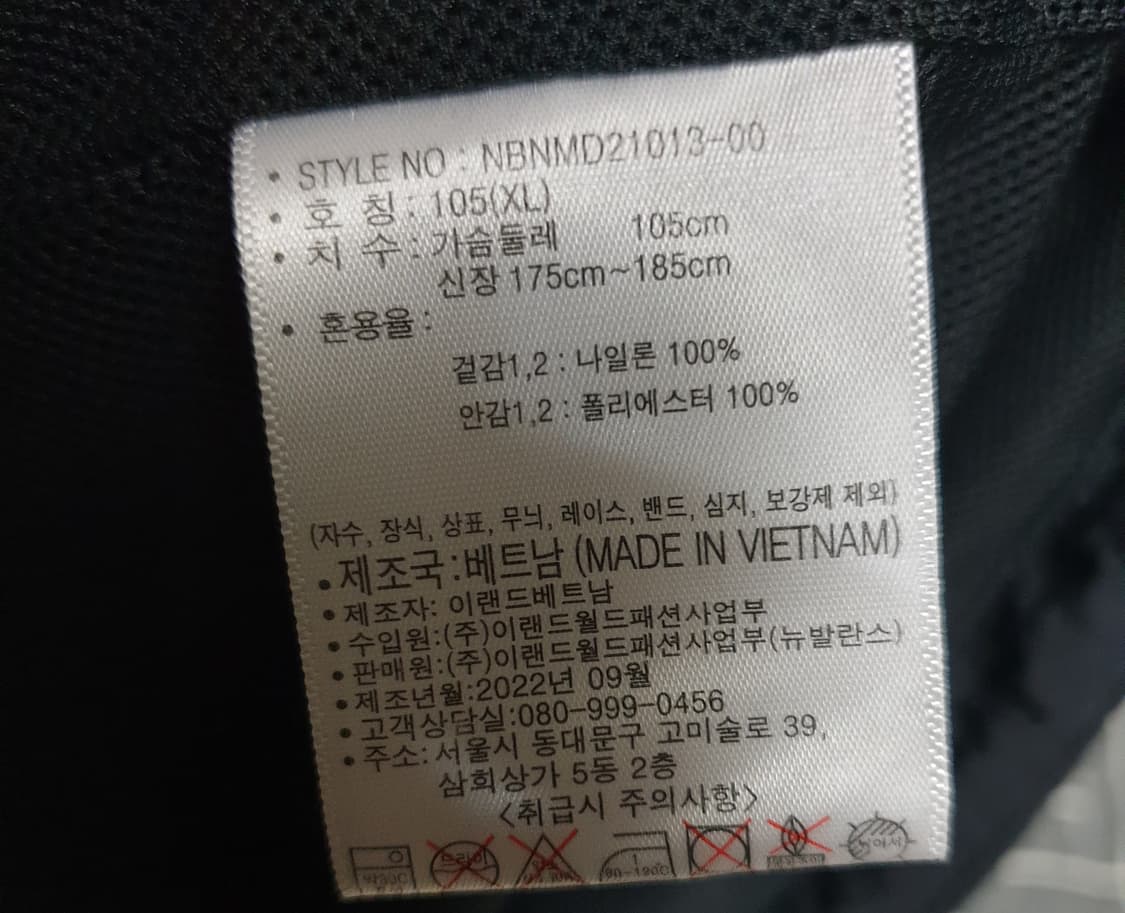 • STYLE NO : NBNMD21013-00
• 호 칭 : 105(XL)
• 치 수 : 가슴둘레 105cm
신장 175cm~185cm
• 혼용율 :
겉감1,2 : 나일론 100%
안감1,2 : 폴리에스터 100%
(자수, 장식, 상표, 무늬, 레이스, 밴드, 심지, 보강제 제외)
• 제조국 : 베트남 (MADE IN VIETNAM)
• 제조자: 이랜드베트남
• 수입원:(주)이랜드월드패션사업부
• 판매원:(주)이랜드월드패션사업부(뉴발란스)
• 제조년월:2022년 09월
• 고객상담실:080-999-0456
• 주소: 서울시 동대문구 고미술로 39,
삼희상가 5동 2층
<취급시 주의사항>
드라이 1 뉘어서